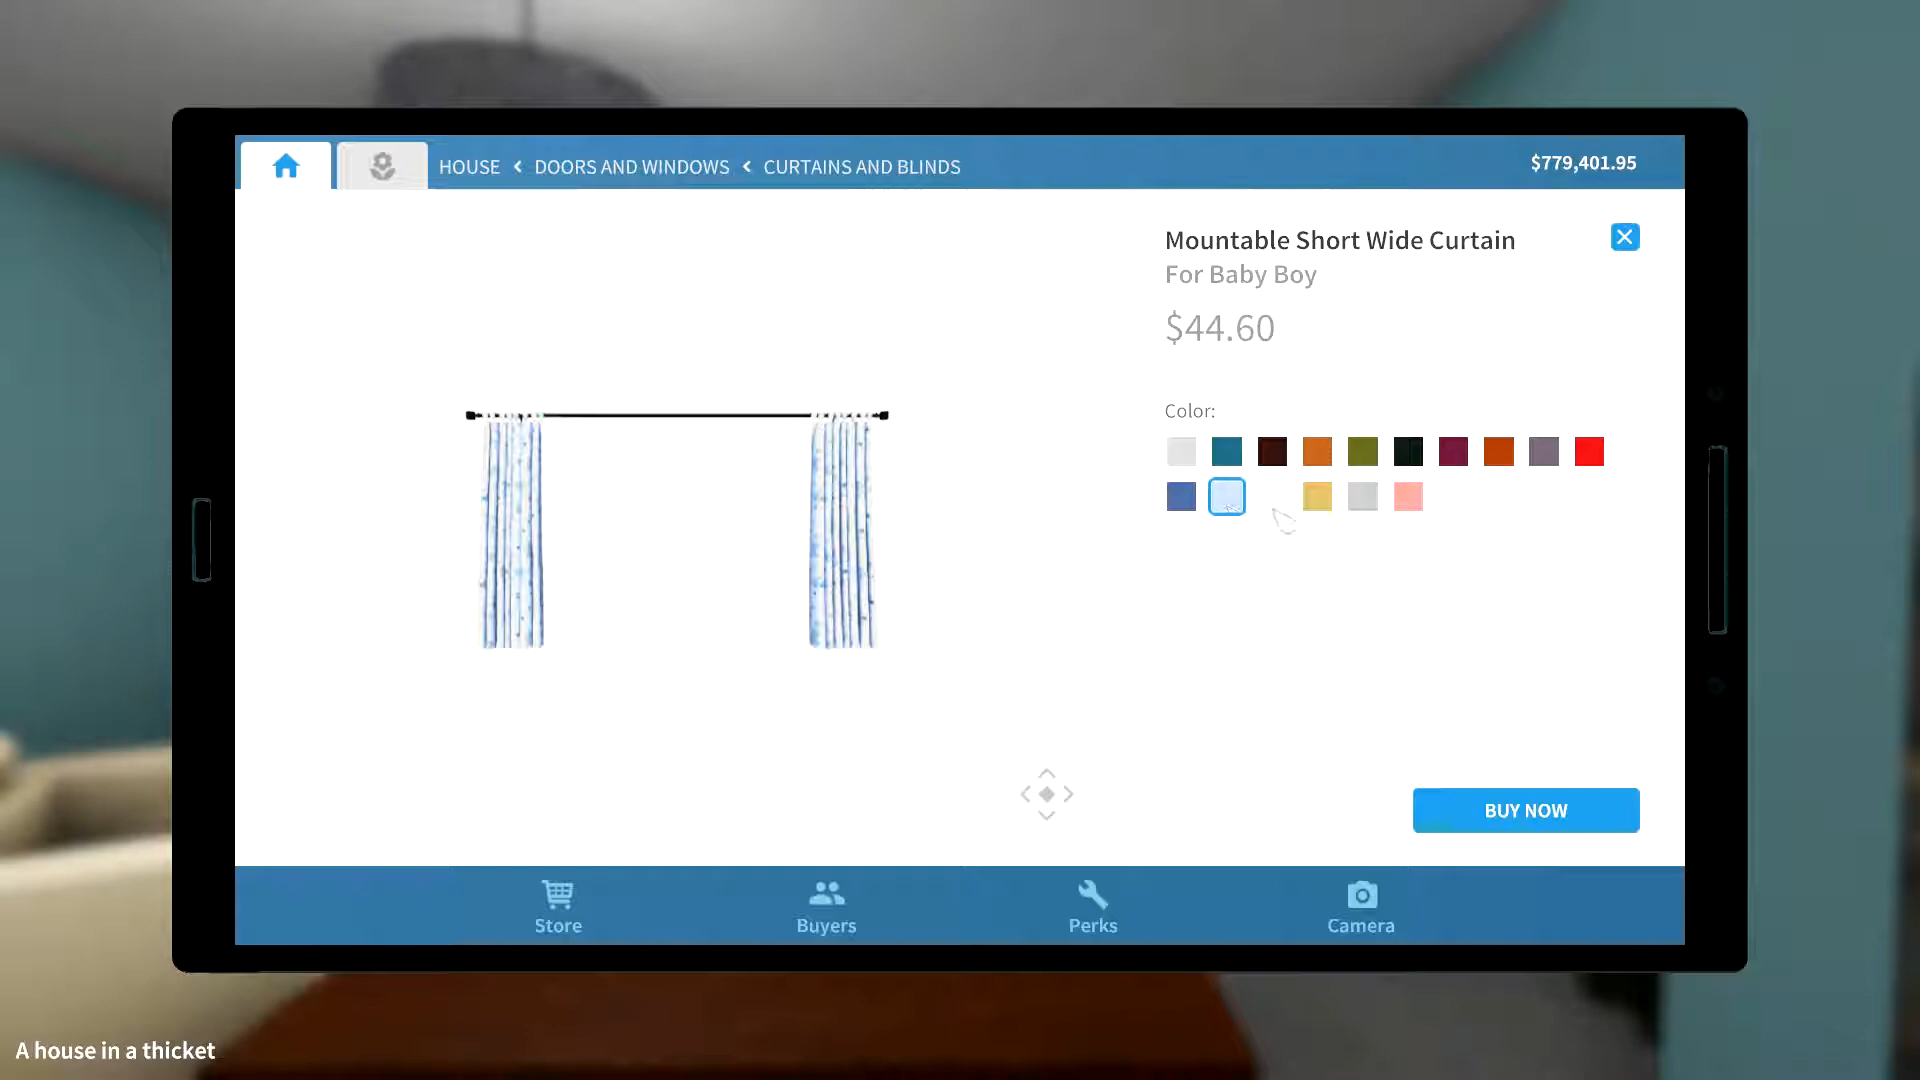 HOUSE < DOORS AND WINDOWS < CURTAINS AND BLINDS
$779,401.95
Mountable Short Wide Curtain
For Baby Boy
$44.60
Color:
BUY NOW
Store
Buyers
Perks
Camera
A house in a thicket